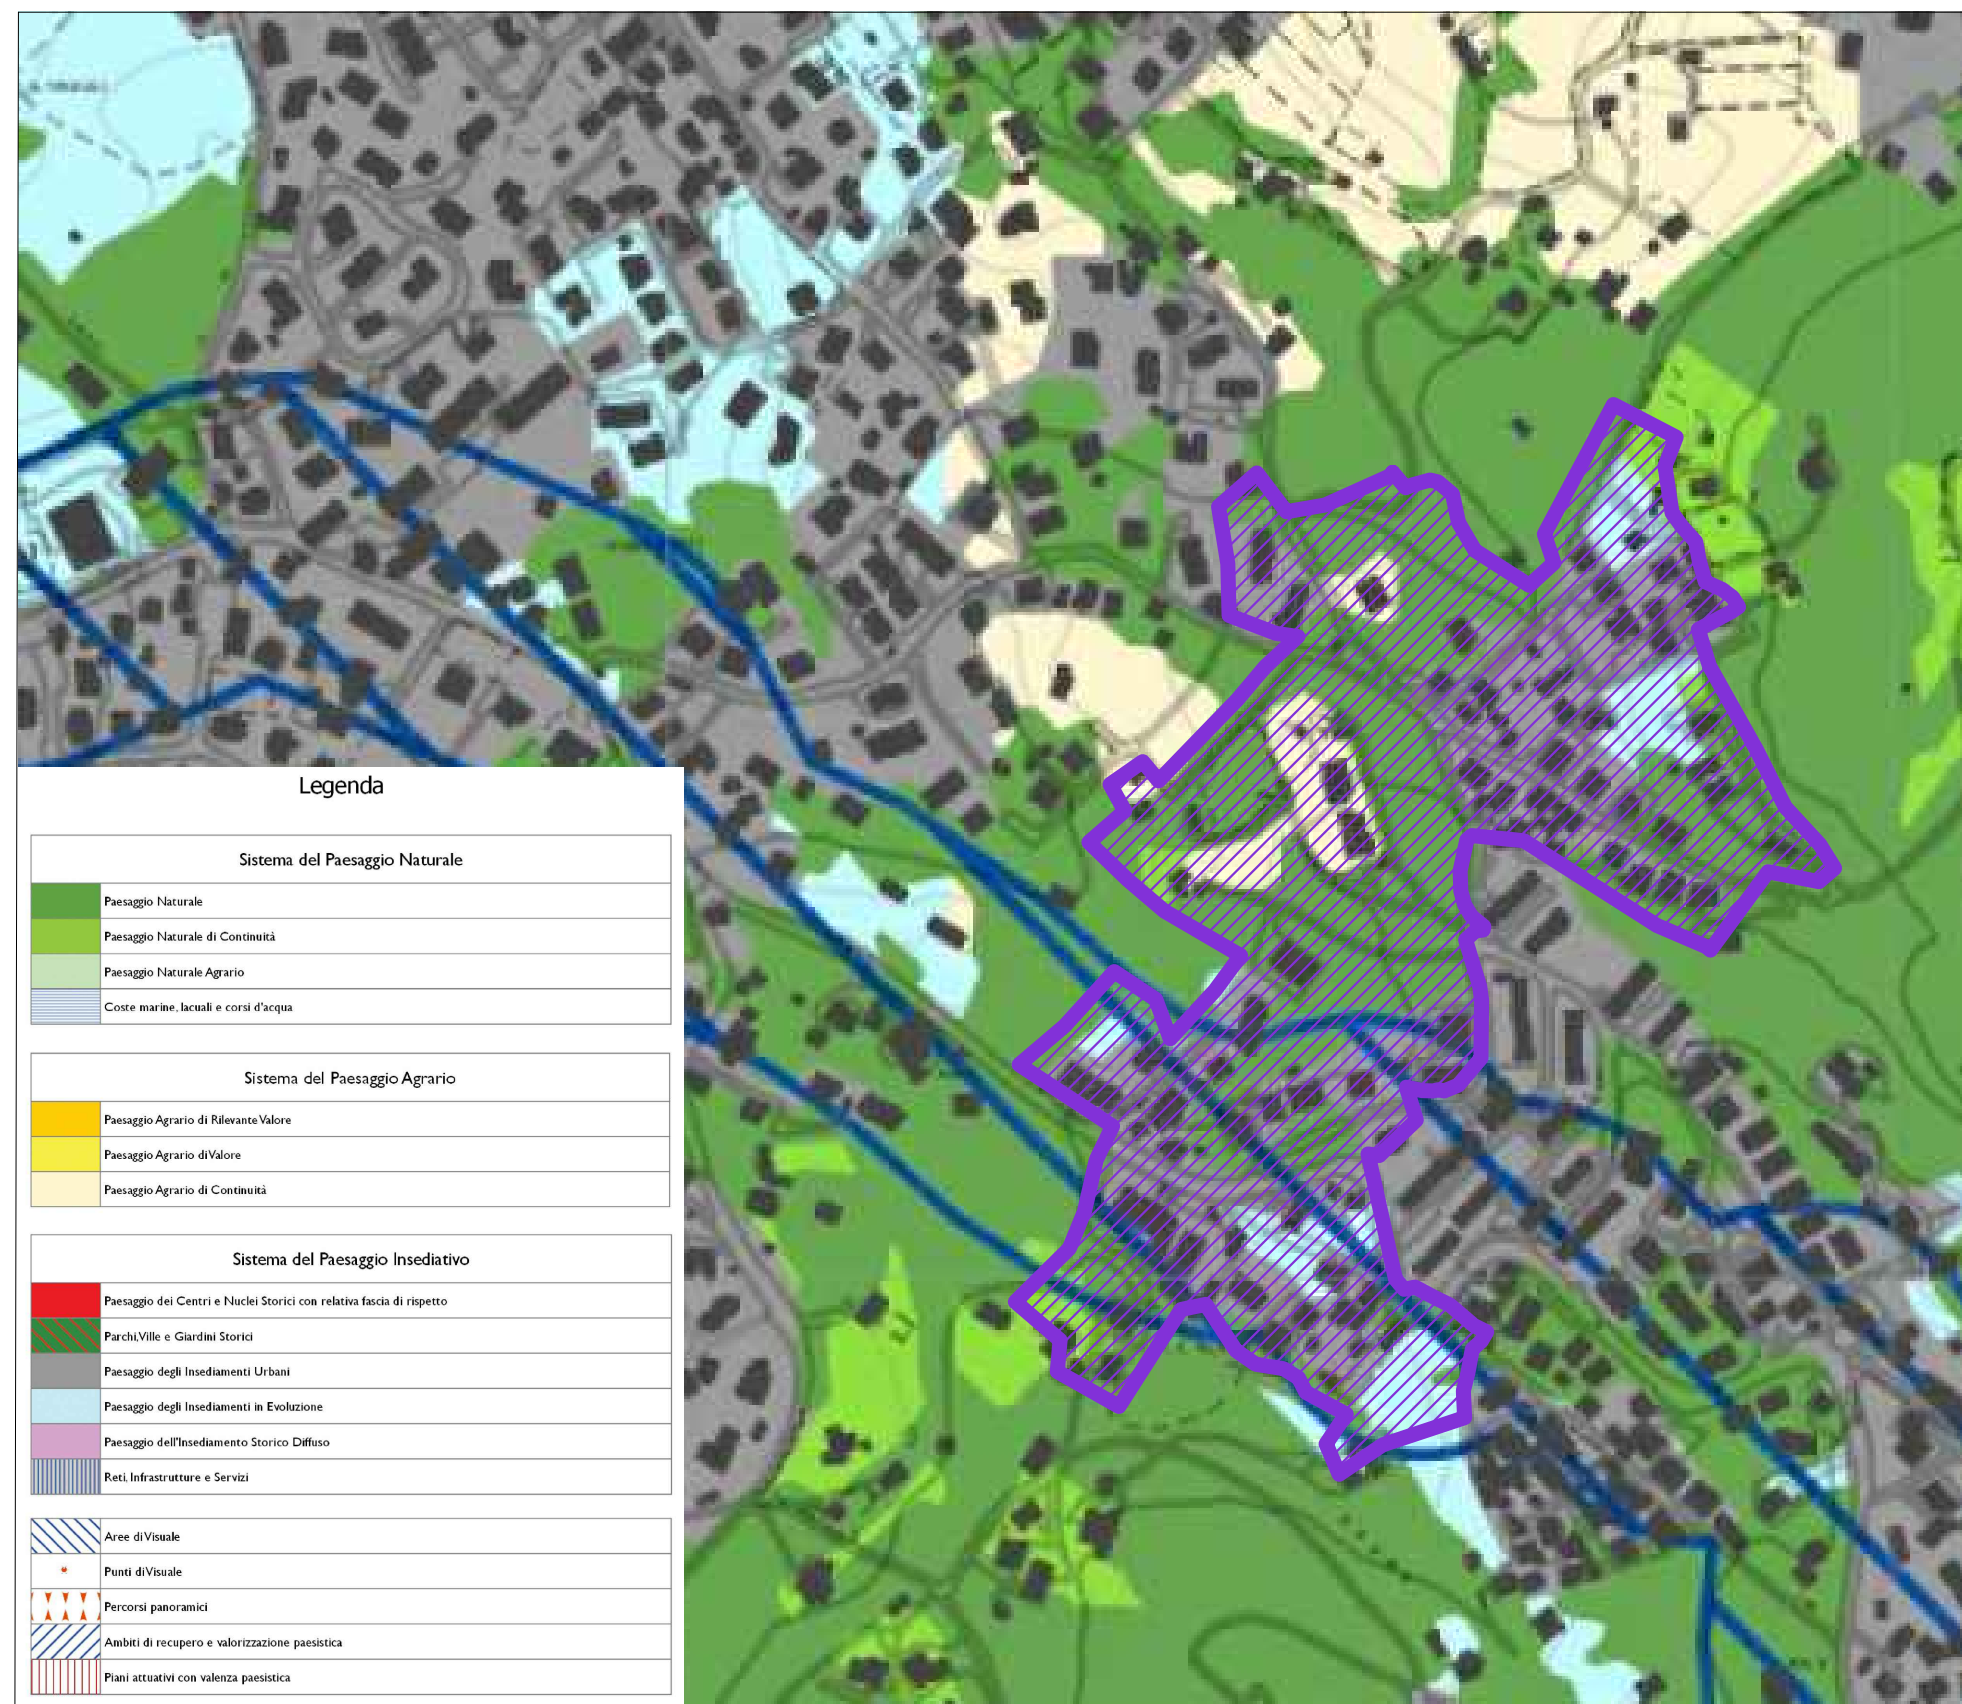 Legenda
Sistema del Paesaggio Naturale
Paesaggio Naturale
Paesaggio Naturale di Continuità
Paesaggio Naturale Agrario
Coste marine, lacuali e corsi d'acqua
Sistema del Paesaggio Agrario
Paesaggio Agrario di Rilevante Valore
Paesaggio Agrario di Valore
Paesaggio Agrario di Continuità
Sistema del Paesaggio Insediativo
Paesaggio dei Centri e Nuclei Storici con relativa fascia di rispetto
Parchi, Ville e Giardini Storici
Paesaggio degli Insediamenti Urbani
Paesaggio degli Insediamenti in Evoluzione
Paesaggio dell'Insediamento Storico Diffuso
Reti, Infrastrutture e Servizi
Aree di Visuale
Punti di Visuale
Percorsi panoramici
Ambiti di recupero e valorizzazione paesistica
Piani attuativi con valenza paesistica